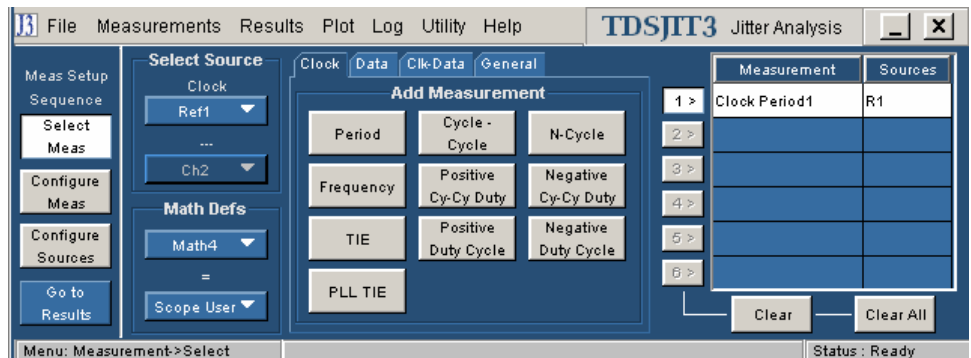 J3 File Measurements Results Plot Log Utility Help TDSJIT3 Jitter Analysis _ X
Meas Setup
Sequence
Select
Meas
Configure
Meas
Configure
Sources
Go to
Results
Select Source
Clock
Ref1
---
Ch2
Math Defs
Math4
=
Scope User
Clock Data Clk-Data General
Add Measurement
Period
Cycle -
Cycle
N-Cycle
Frequency
Positive
Cy-Cy Duty
Negative
Cy-Cy Duty
TIE
Positive
Duty Cycle
Negative
Duty Cycle
PLL TIE
Measurement Sources
1 > Clock Period1 R1
2 >
3 >
4 >
5 >
6 >
Clear Clear All
Menu: Measurement->Select Status : Ready